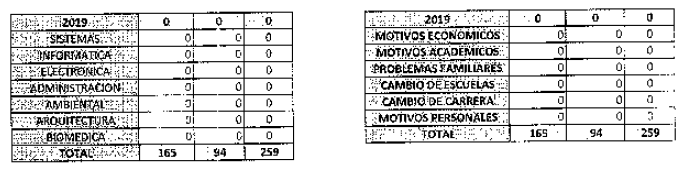 2019 0 0 0
SISTEMAS 0 0 0
INFORMATICA 0 0 0
ELECTRONICA 0 0 0
ADMINISTRACION 0 0 0
AMBIENTAL 0 0 0
ARQUITECTURA 0 0 0
BIOMEDICA 0 0 0
TOTAL 165 94 259
2019 0 0 0
MOTIVOS ECONOMICOS 0 0 0
MOTIVOS ACADEMICOS 0 0 0
PROBLEMAS FAMILIARES 0 0 0
CAMBIO DE ESCUELAS 0 0 0
CAMBIO DE CARRERA 0 0 0
MOTIVOS PERSONALES 0 0 0
TOTAL 165 94 259